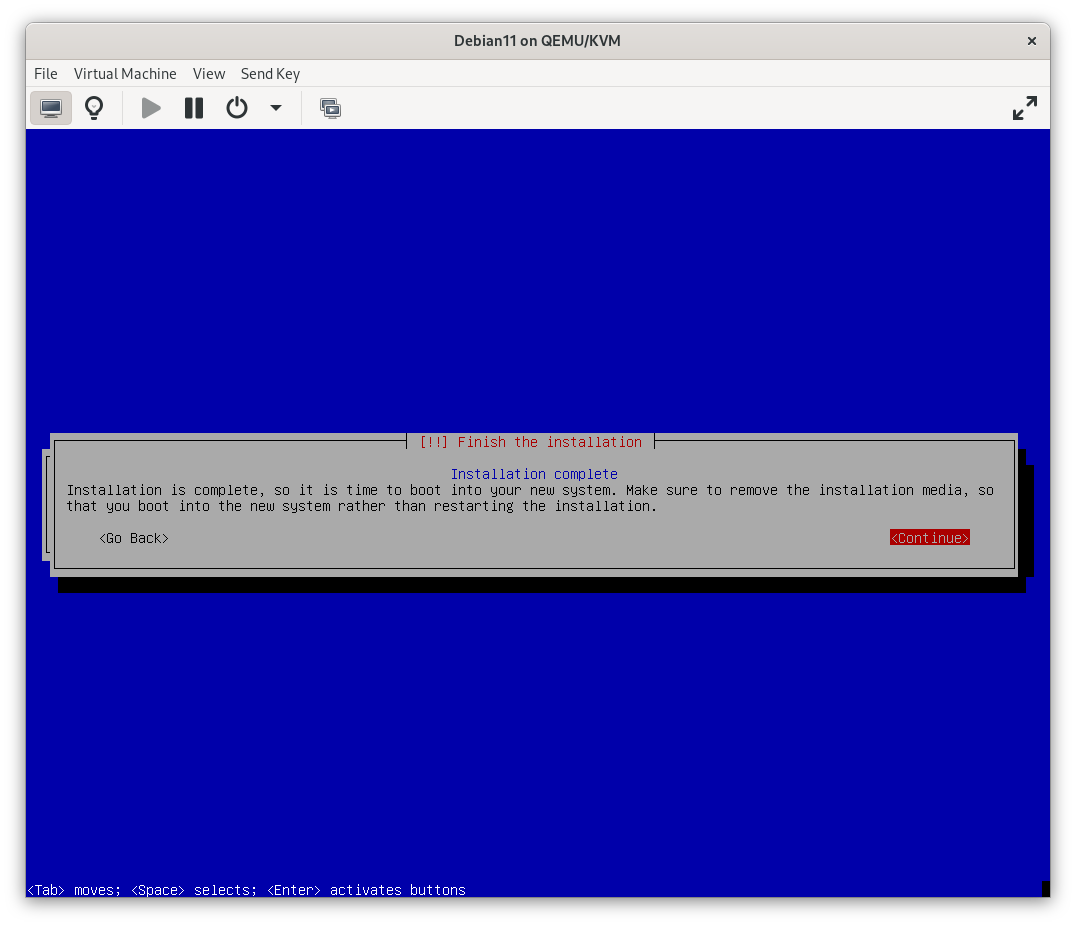 Debian11 on QEMU/KVM
File Virtual Machine View Send Key
[!!] Finish the installation
Installation complete
Installation is complete, so it is time to boot into your new system. Make sure to remove the installation media, so
that you boot into the new system rather than restarting the installation.
<Go Back> <Continue>
<Tab> moves; <Space> selects; <Enter> activates buttons